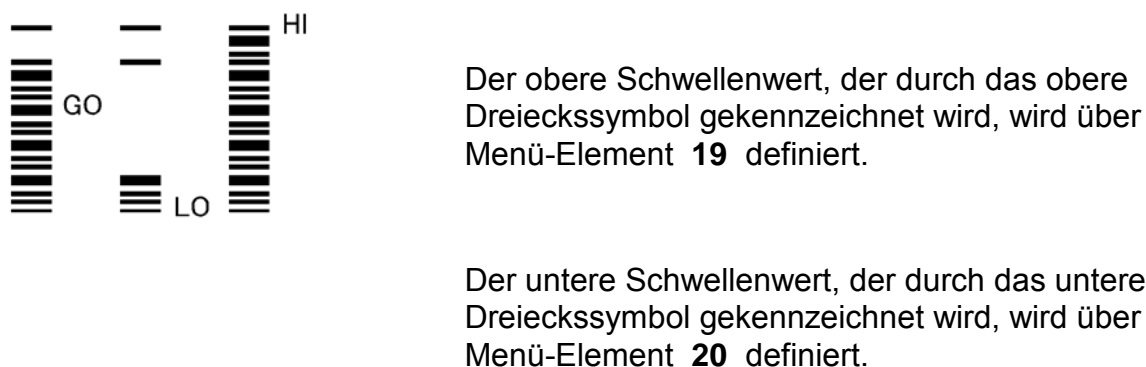 HI
GO
LO
Der obere Schwellenwert, der durch das obere
Dreieckssymbol gekennzeichnet wird, wird über
Menü-Element 19 definiert.
Der untere Schwellenwert, der durch das untere
Dreieckssymbol gekennzeichnet wird, wird über
Menü-Element 20 definiert.